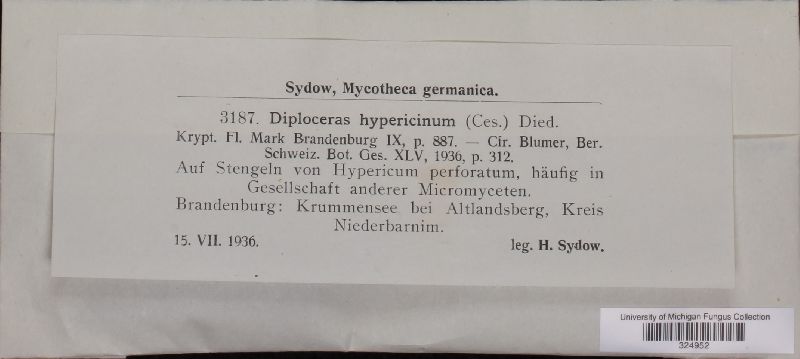 Sydow, Mycotheca germanica.
3187. Diploceras hypericinum (Ces.) Died.
Krypt. Fl. Mark Brandenburg IX, p. 887. — Cir. Blumer, Ber.
Schweiz. Bot. Ges. XLV, 1936, p. 312.
Auf Stengeln von Hypericum perforatum, häufig in
Gesellschaft anderer Micromyceten.
Brandenburg: Krummensee bei Altlandsberg, Kreis
Niederbarnim.
15. VII. 1936. leg. H. Sydow.
University of Michigan Fungus Collection
324952